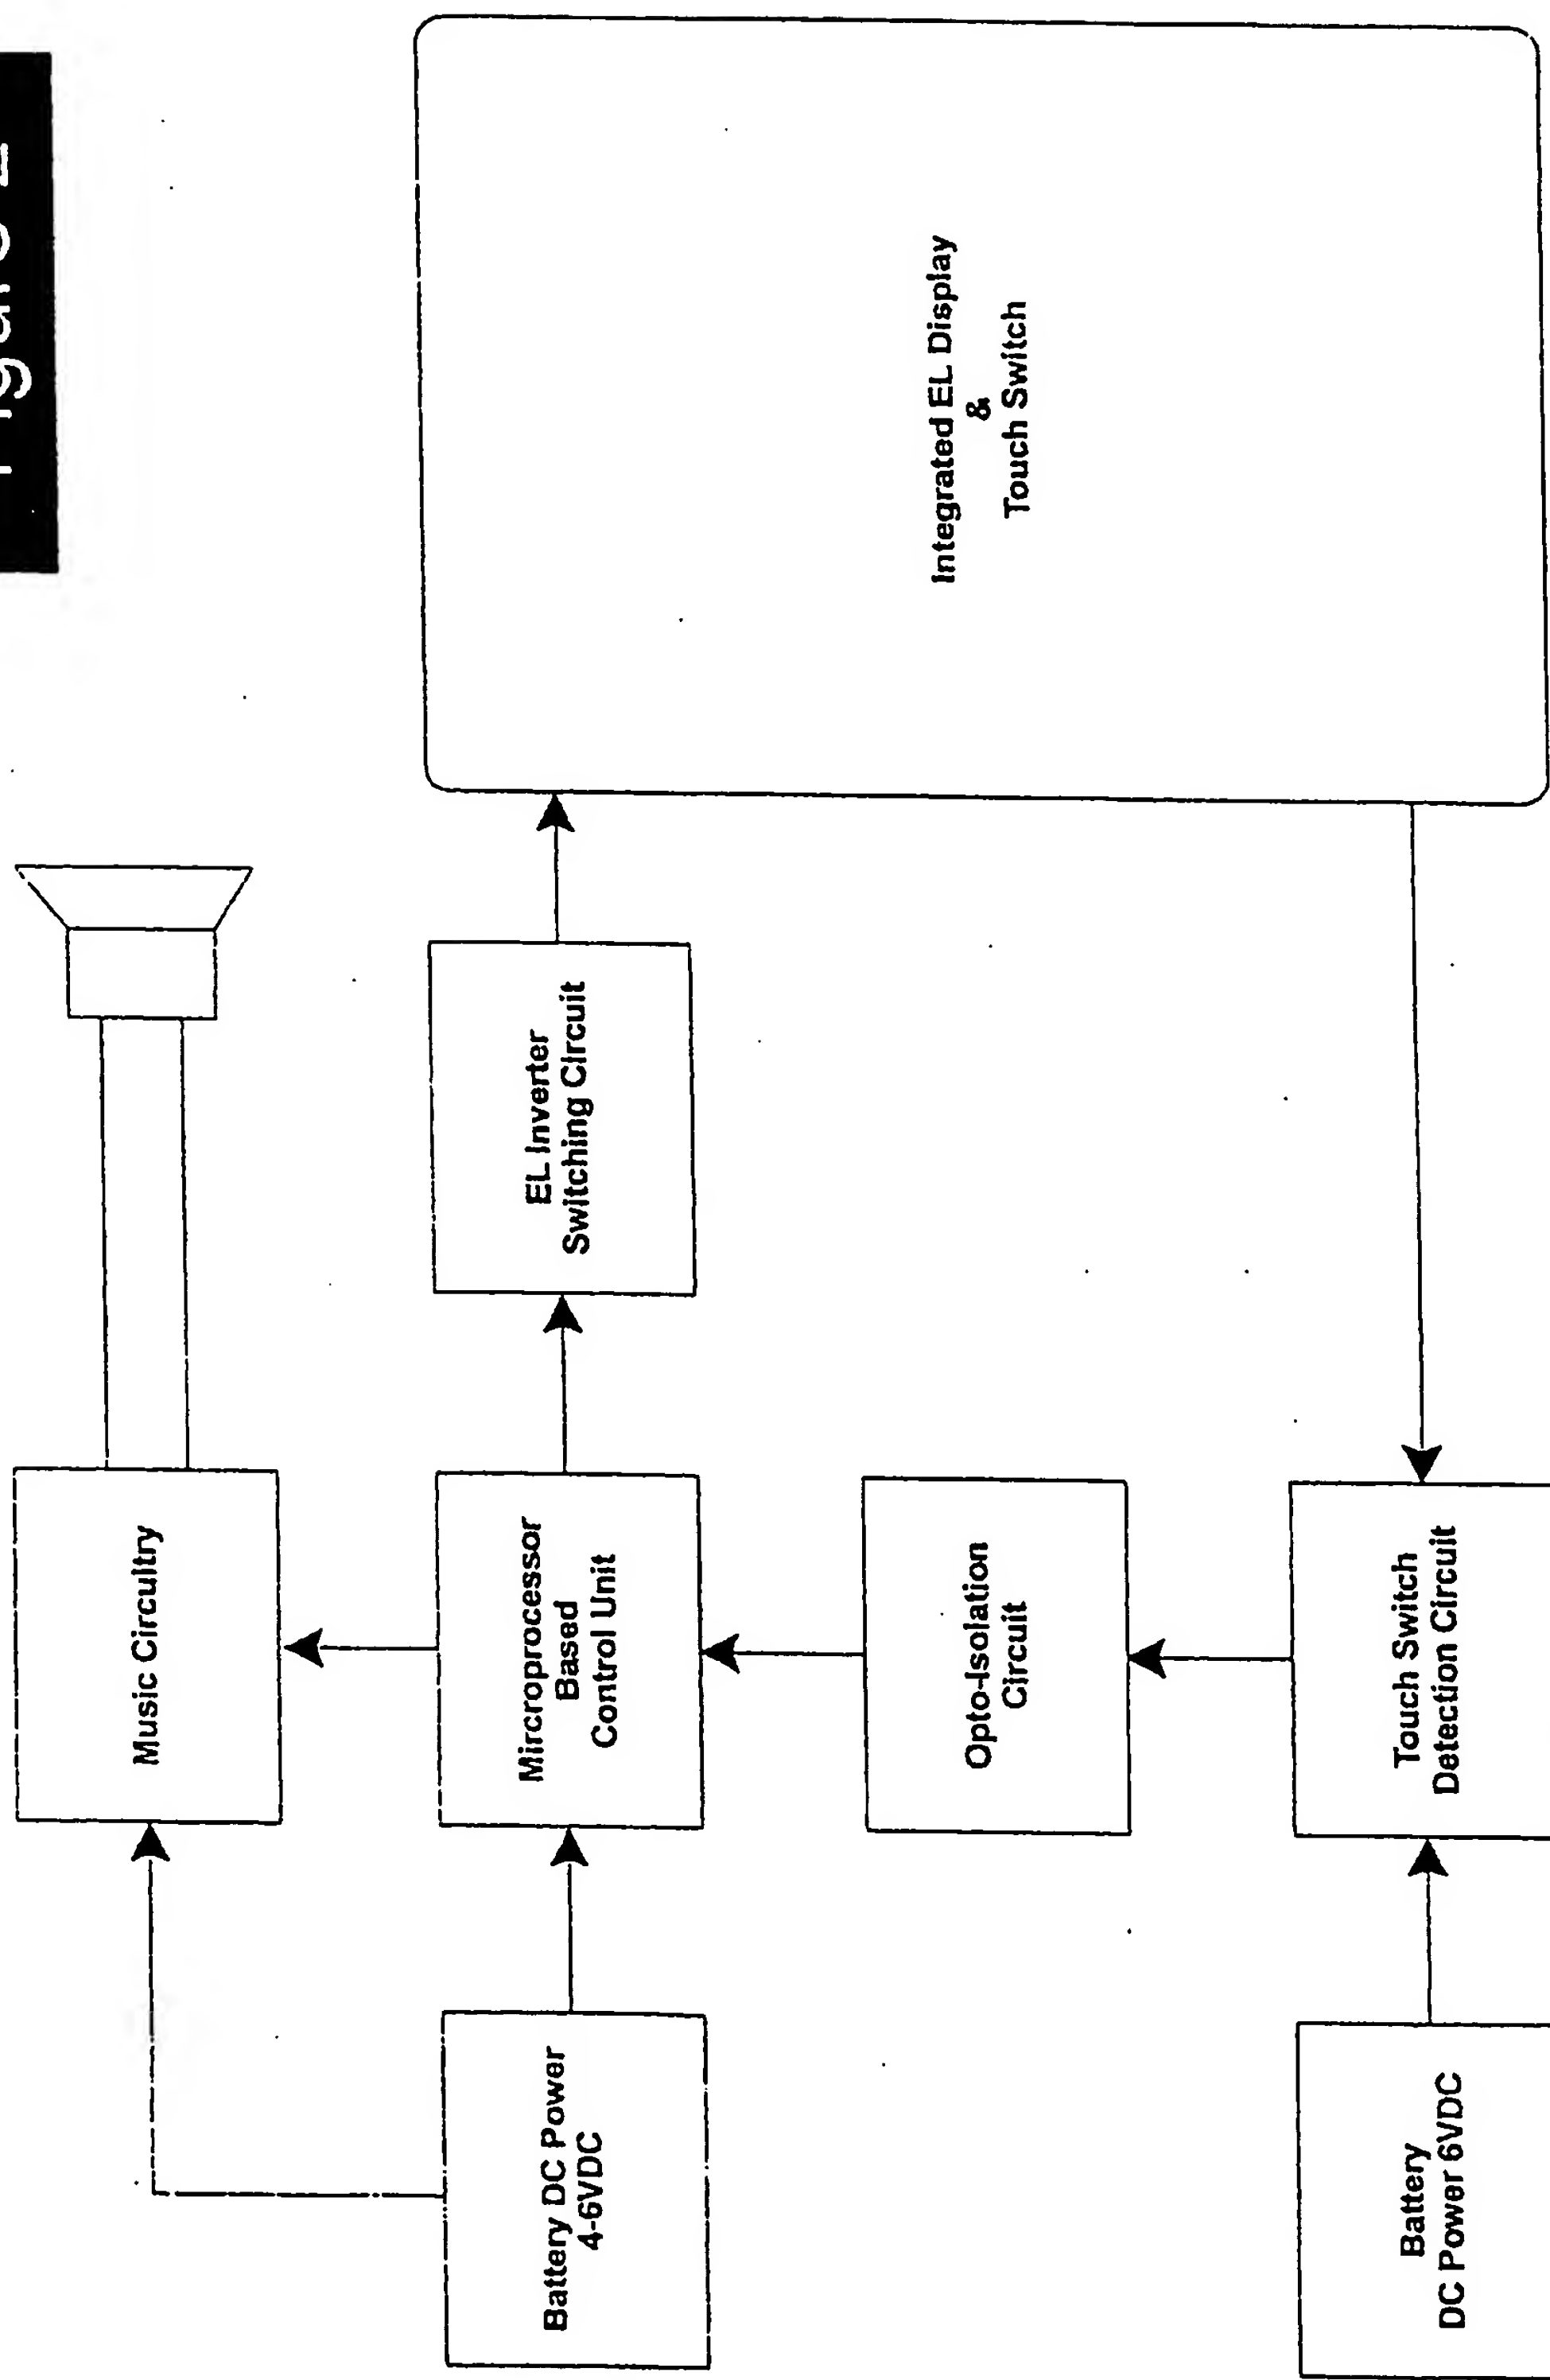 Music Circuitry
EL Inverter
Switching Circuit
Mircroprocessor
Based
Control Unit
Battery DC Power
4-6VDC
Integrated EL Display
&
Touch Switch
Opto-Isolation
Circuit
Touch Switch
Detection Circuit
Battery
DC Power 6VDC